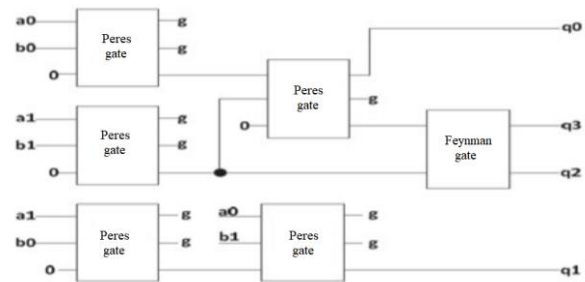 a0 g q0
b0 Peres gate g
0 Peres gate g
0
a1 g q3
b1 Peres gate g Feynman gate
0 q2
a1 g a0 g
b0 Peres gate g b1 Peres gate g
0 q1